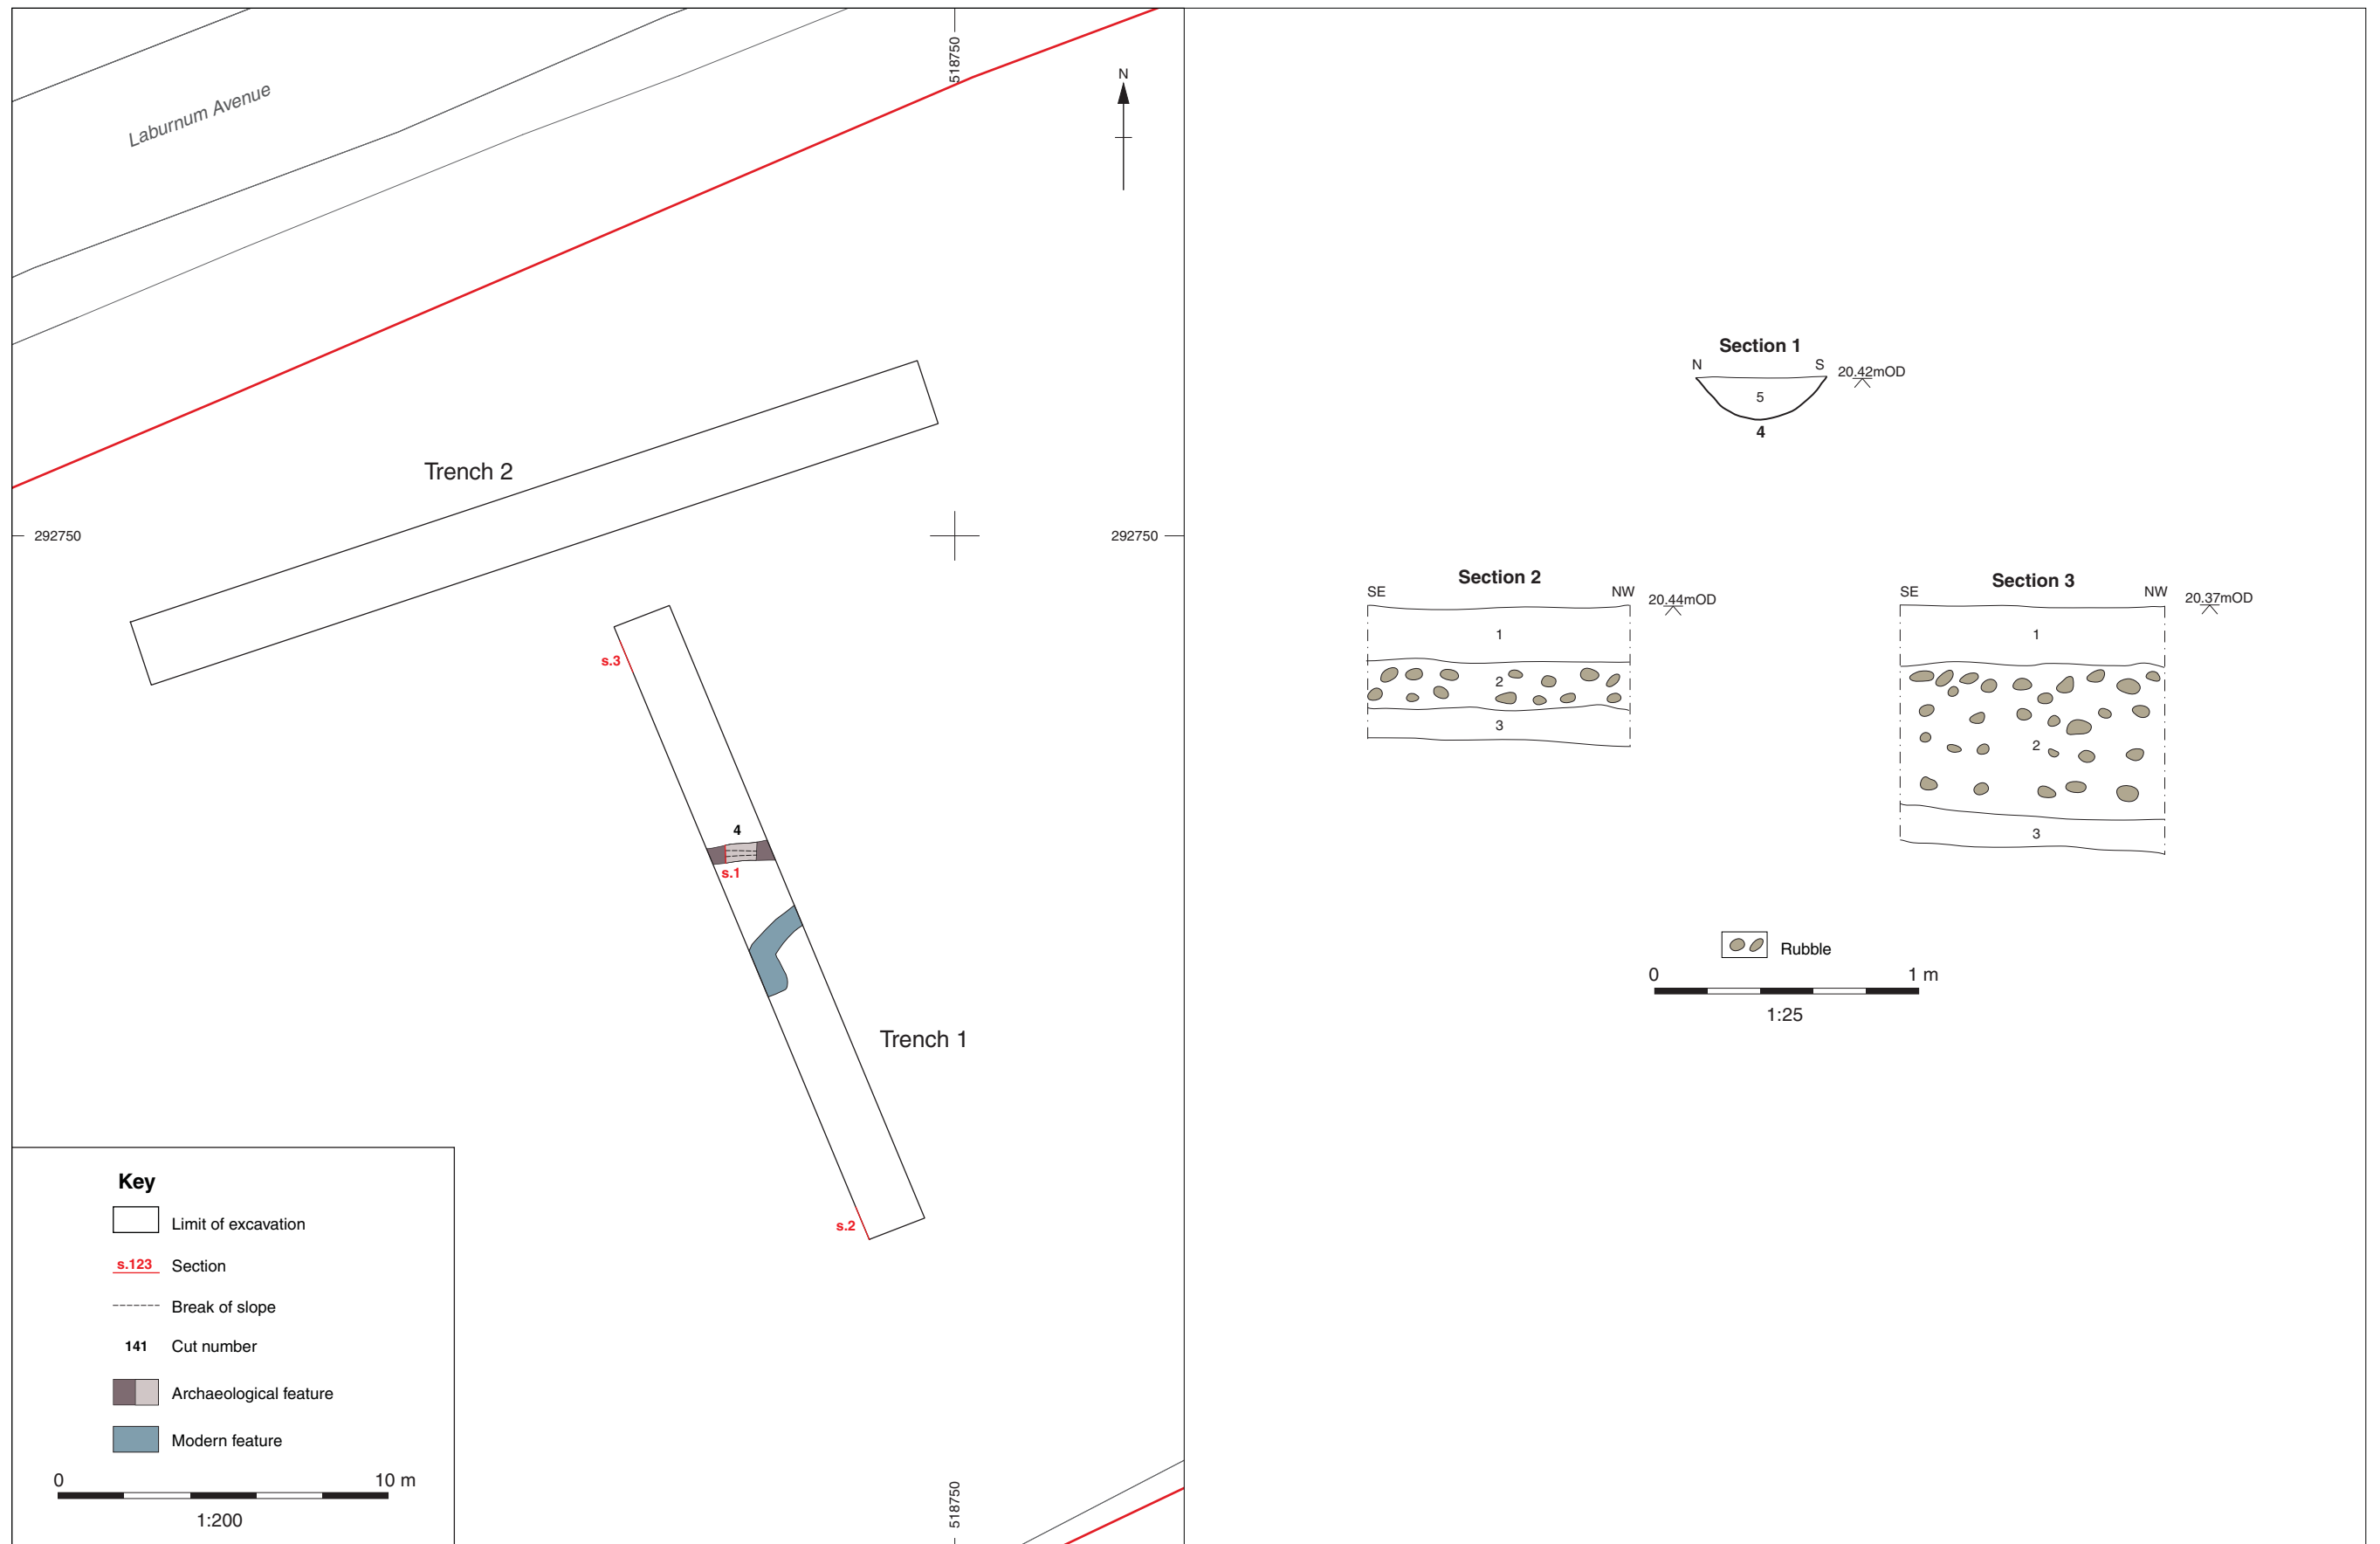 Laburnum Avenue
518750
N
Trench 2
292750
292750
s.3
4
s.1
Trench 1
s.2
Key
Limit of excavation
s.123 Section
Break of slope
141 Cut number
Archaeological feature
Modern feature
0 10 m
1:200
518750
Section 1
N S 20.42mOD
5
4
Section 2
SE NW 20.44mOD
1
2
3
Section 3
SE NW 20.37mOD
1
2
3
Rubble
0 1 m
1:25